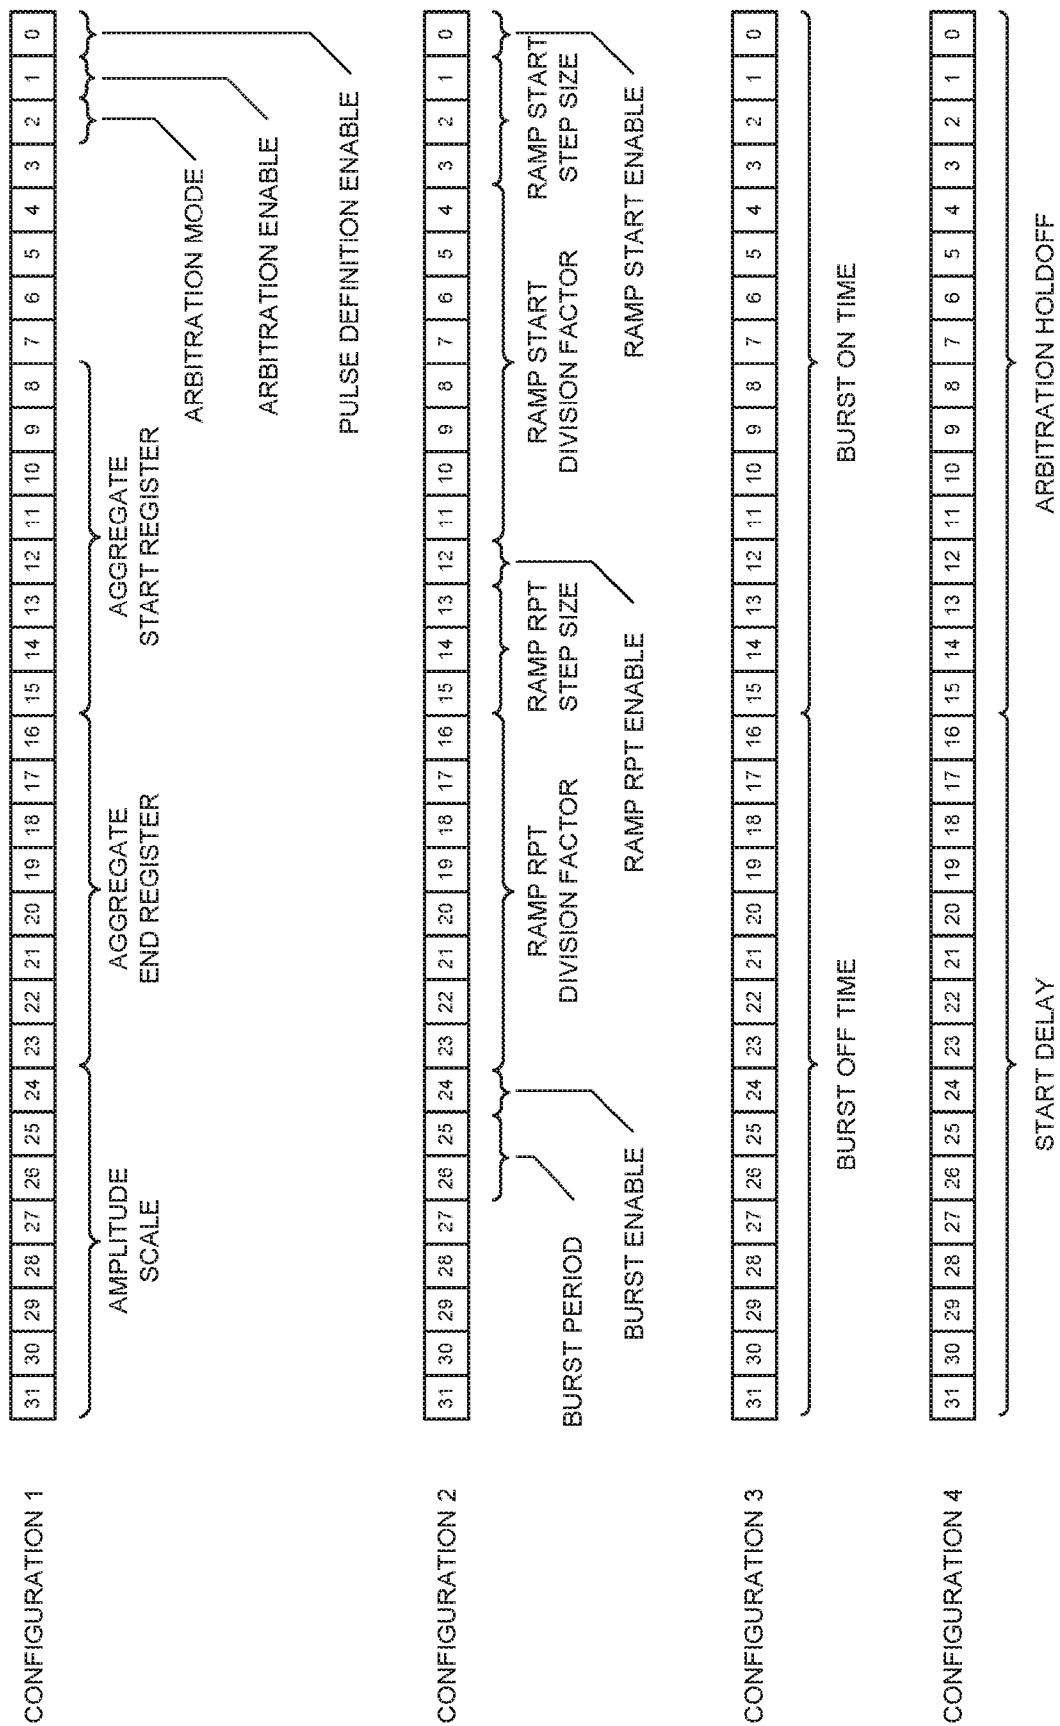 CONFIGURATION 1
31 30 29 28 27 26 25 24 23 22 21 20 19 18 17 16 15 14 13 12 11 10 9 8 7 6 5 4 3 2 1 0
AMPLITUDE
SCALE
AGGREGATE
END REGISTER
AGGREGATE
START REGISTER
ARBITRATION MODE
ARBITRATION ENABLE
PULSE DEFINITION ENABLE
CONFIGURATION 2
31 30 29 28 27 26 25 24 23 22 21 20 19 18 17 16 15 14 13 12 11 10 9 8 7 6 5 4 3 2 1 0
BURST PERIOD
BURST ENABLE
RAMP RPT
DIVISION FACTOR
RAMP RPT
STEP SIZE
RAMP RPT ENABLE
RAMP START
DIVISION FACTOR
RAMP START
STEP SIZE
RAMP START ENABLE
CONFIGURATION 3
31 30 29 28 27 26 25 24 23 22 21 20 19 18 17 16 15 14 13 12 11 10 9 8 7 6 5 4 3 2 1 0
BURST OFF TIME
BURST ON TIME
CONFIGURATION 4
31 30 29 28 27 26 25 24 23 22 21 20 19 18 17 16 15 14 13 12 11 10 9 8 7 6 5 4 3 2 1 0
START DELAY
ARBITRATION HOLDOFF